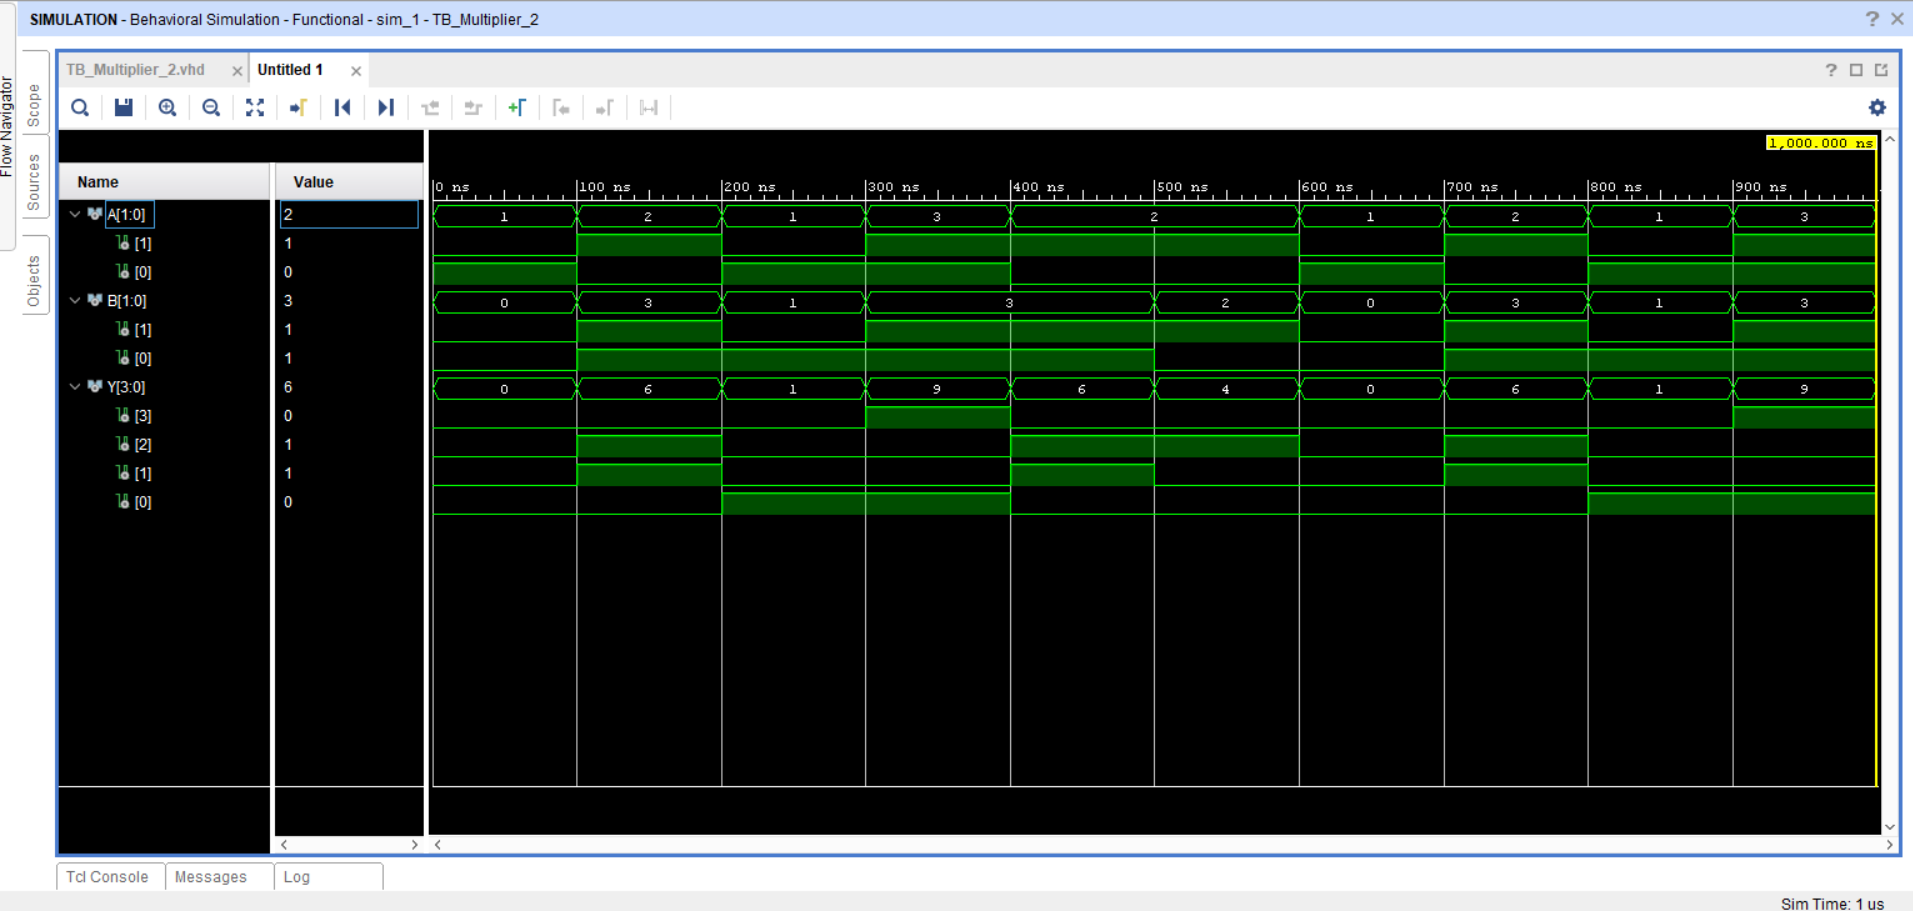 SIMULATION - Behavioral Simulation - Functional - sim_1 - TB_Multiplier_2
Flow Navigator
Scope
Sources
Objects
TB_Multiplier_2.vhd
Untitled 1
1,000.000 ns
Name Value
0 ns 100 ns 200 ns 300 ns 400 ns 500 ns 600 ns 700 ns 800 ns 900 ns
A[1:0] 2 1 2 1 3 2 1 2 1 3
[1] 1
[0] 0
B[1:0] 3 0 3 1 3 2 0 3 1 3
[1] 1
[0] 1
Y[3:0] 6 0 6 1 9 6 4 0 6 1 9
[3] 0
[2] 1
[1] 1
[0] 0
Tcl Console Messages Log
Sim Time: 1 us